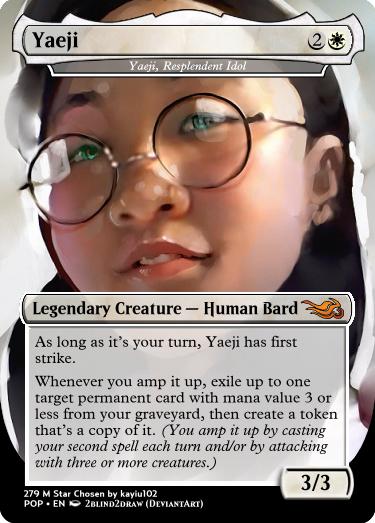 Yaeji 2
Yaeji, Resplendent Idol
Legendary Creature — Human Bard
As long as it's your turn, Yaeji has first
strike.
Whenever you amp it up, exile up to one
target permanent card with mana value 3 or
less from your graveyard, then create a token
that's a copy of it. (You amp it up by casting
your second spell each turn and/or by attacking
with three or more creatures.)
3/3
279 M Star Chosen by kayiu102
POP • EN 2blind2draw (DeviantArt)